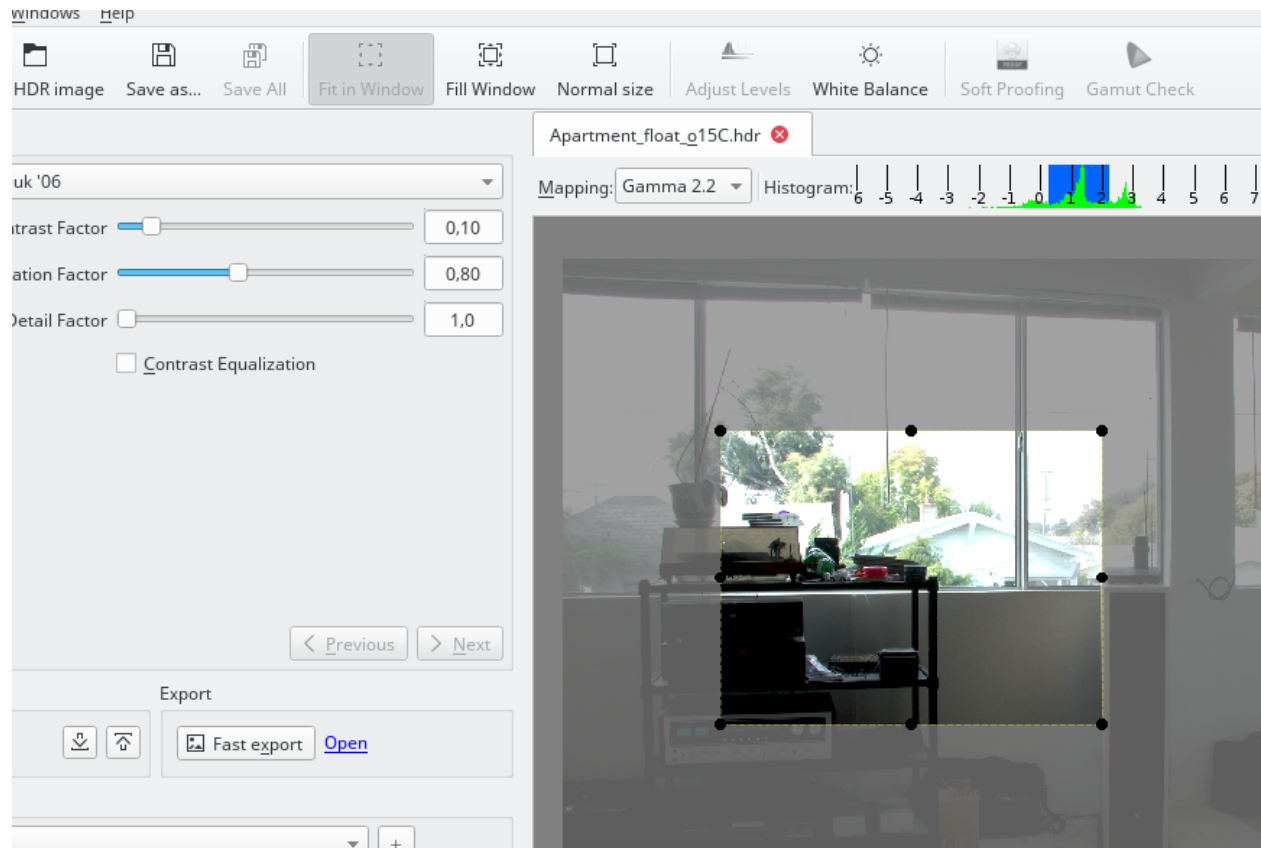 Windows Help
HDR image Save as... Save All Fit in Window Fill Window Normal size Adjust Levels White Balance Soft Proofing Gamut Check
Apartment_float_o15C.hdr
uk '06
Mapping: Gamma 2.2 Histogram: 6 -5 -4 -3 -2 -1 0 1 2 3 4 5 6 7
trast Factor 0,10
ation Factor 0,80
Detail Factor 1,0
Contrast Equalization
Previous Next
Export
Fast export Open